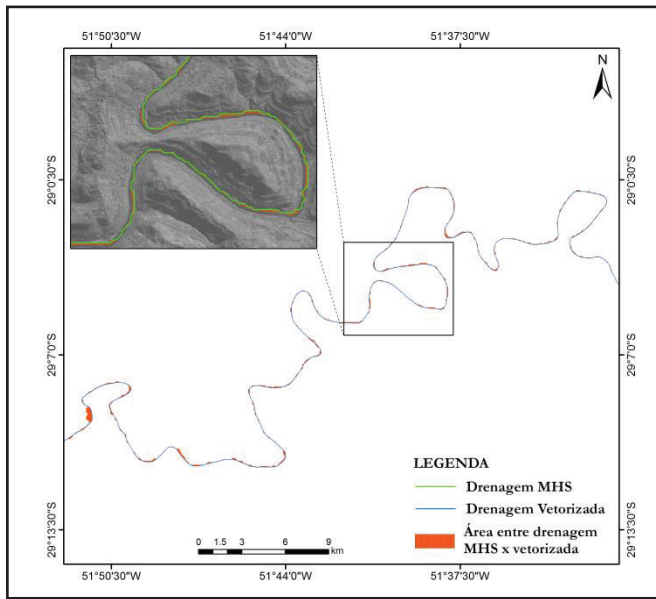 51°50'30"W 51°44'0"W 51°37'30"W
N
29°0'30"S 29°0'30"S
29°7'0"S 29°7'0"S
LEGENDA
Drenagem MHS
Drenagem Vetorizada
Área entre drenagem
MHS x vetorizada
29°13'30"S 29°13'30"S
0 1.5 3 6 9
km
51°50'30"W 51°44'0"W 51°37'30"W